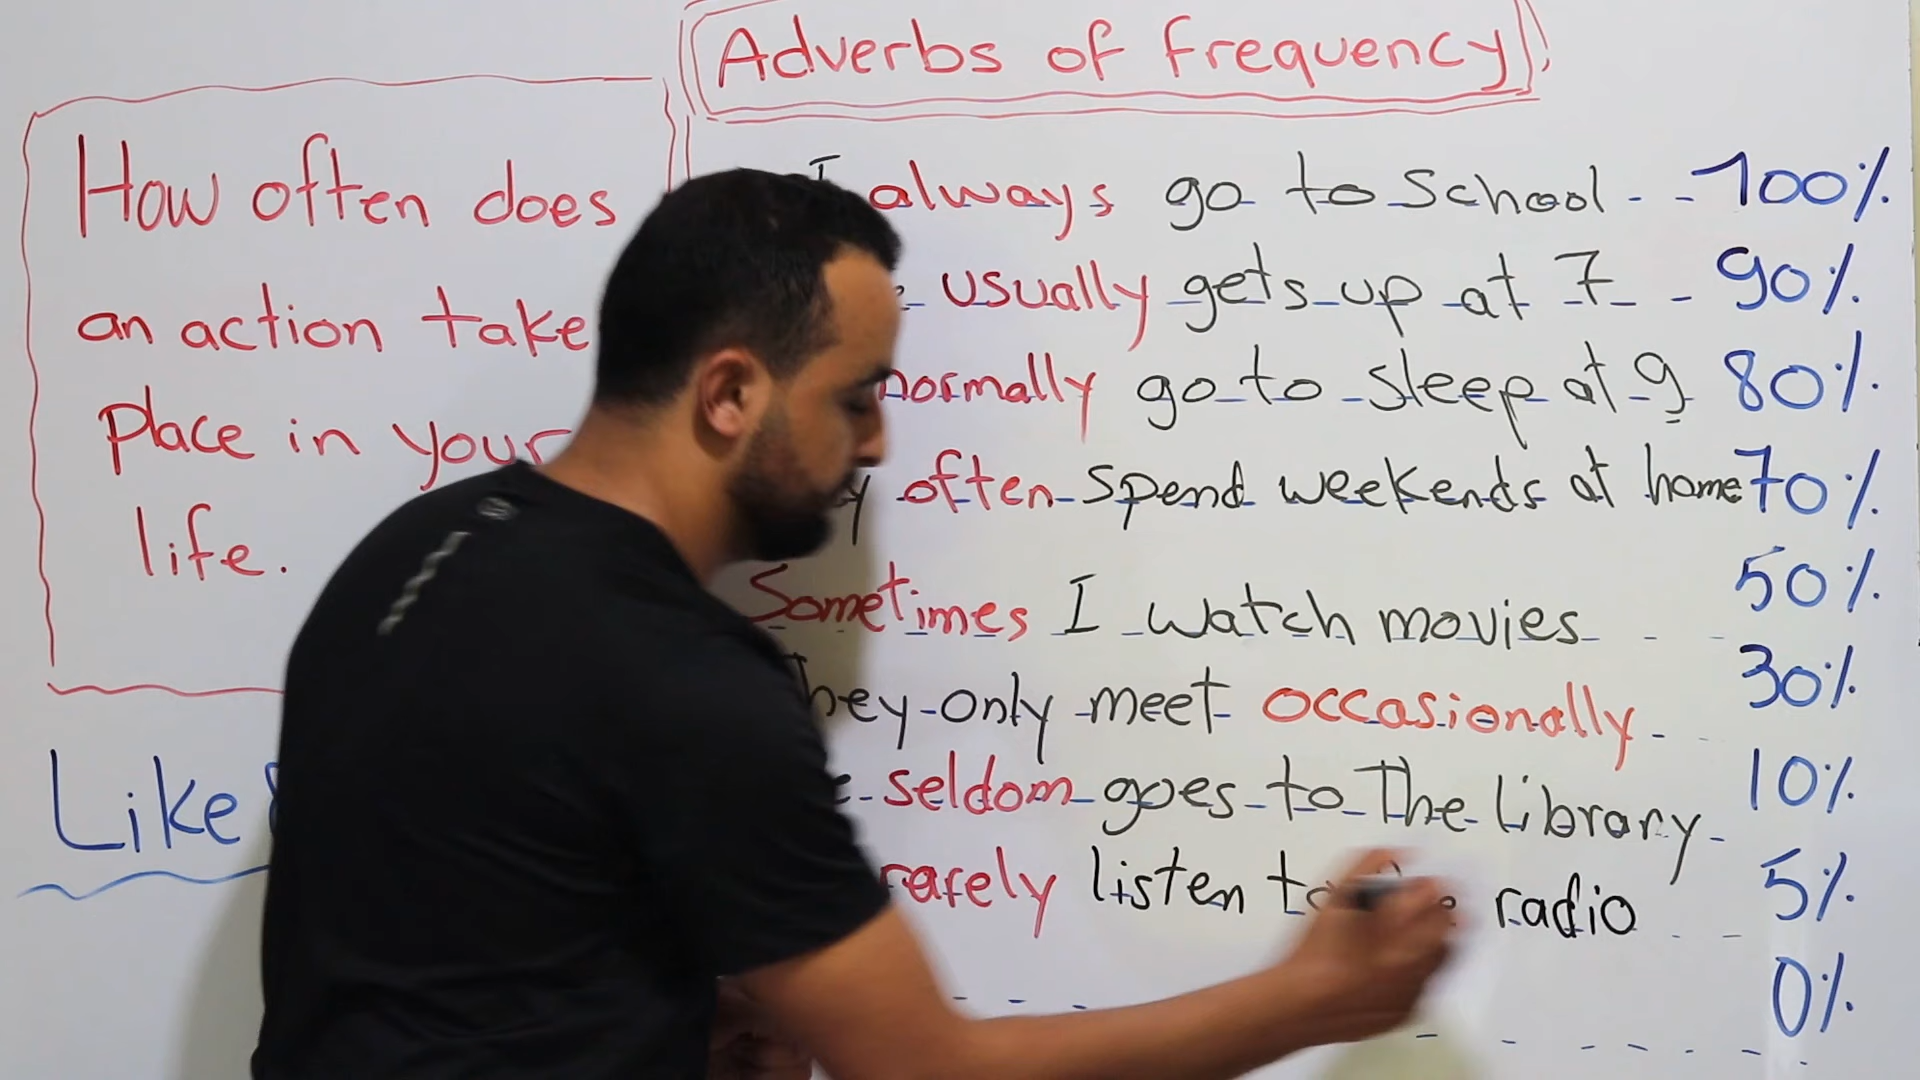 Adverbs of frequency
How often does
an action take
place in your
life.
Like
I always go to School 100%
usually gets up at 7 90%
normally go to sleep at 9 80%
often spend weekends at home 70%
Sometimes I watch movies 50%
only meet occasionally 30%
seldom goes to The library 10%
rarely listen radio 5%
0%